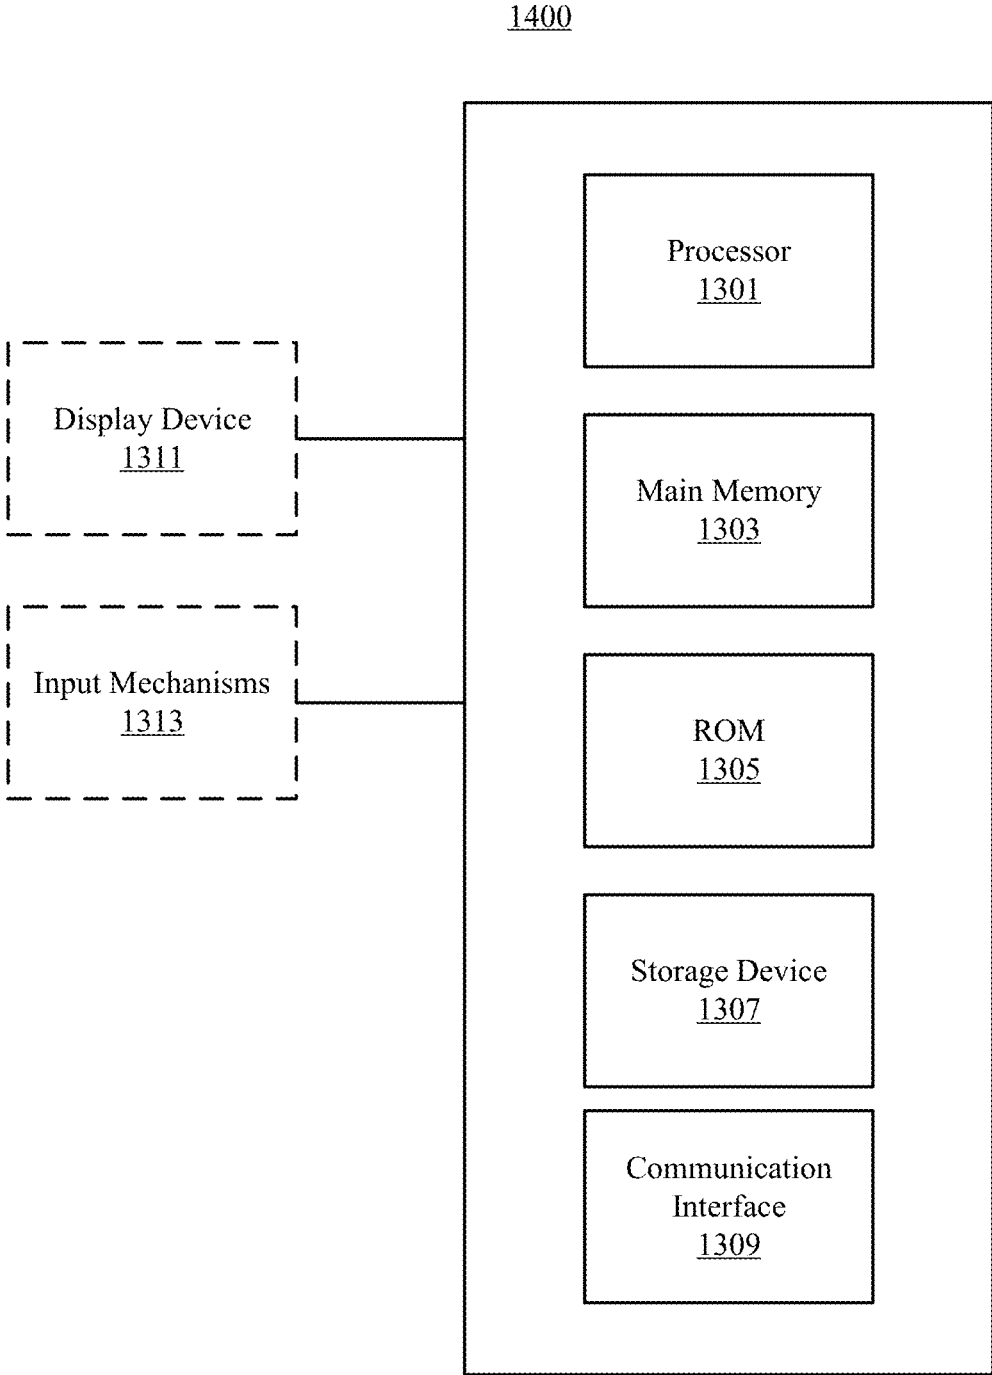 1400
Processor
1301
Display Device
1311
Main Memory
1303
Input Mechanisms
1313
ROM
1305
Storage Device
1307
Communication
Interface
1309